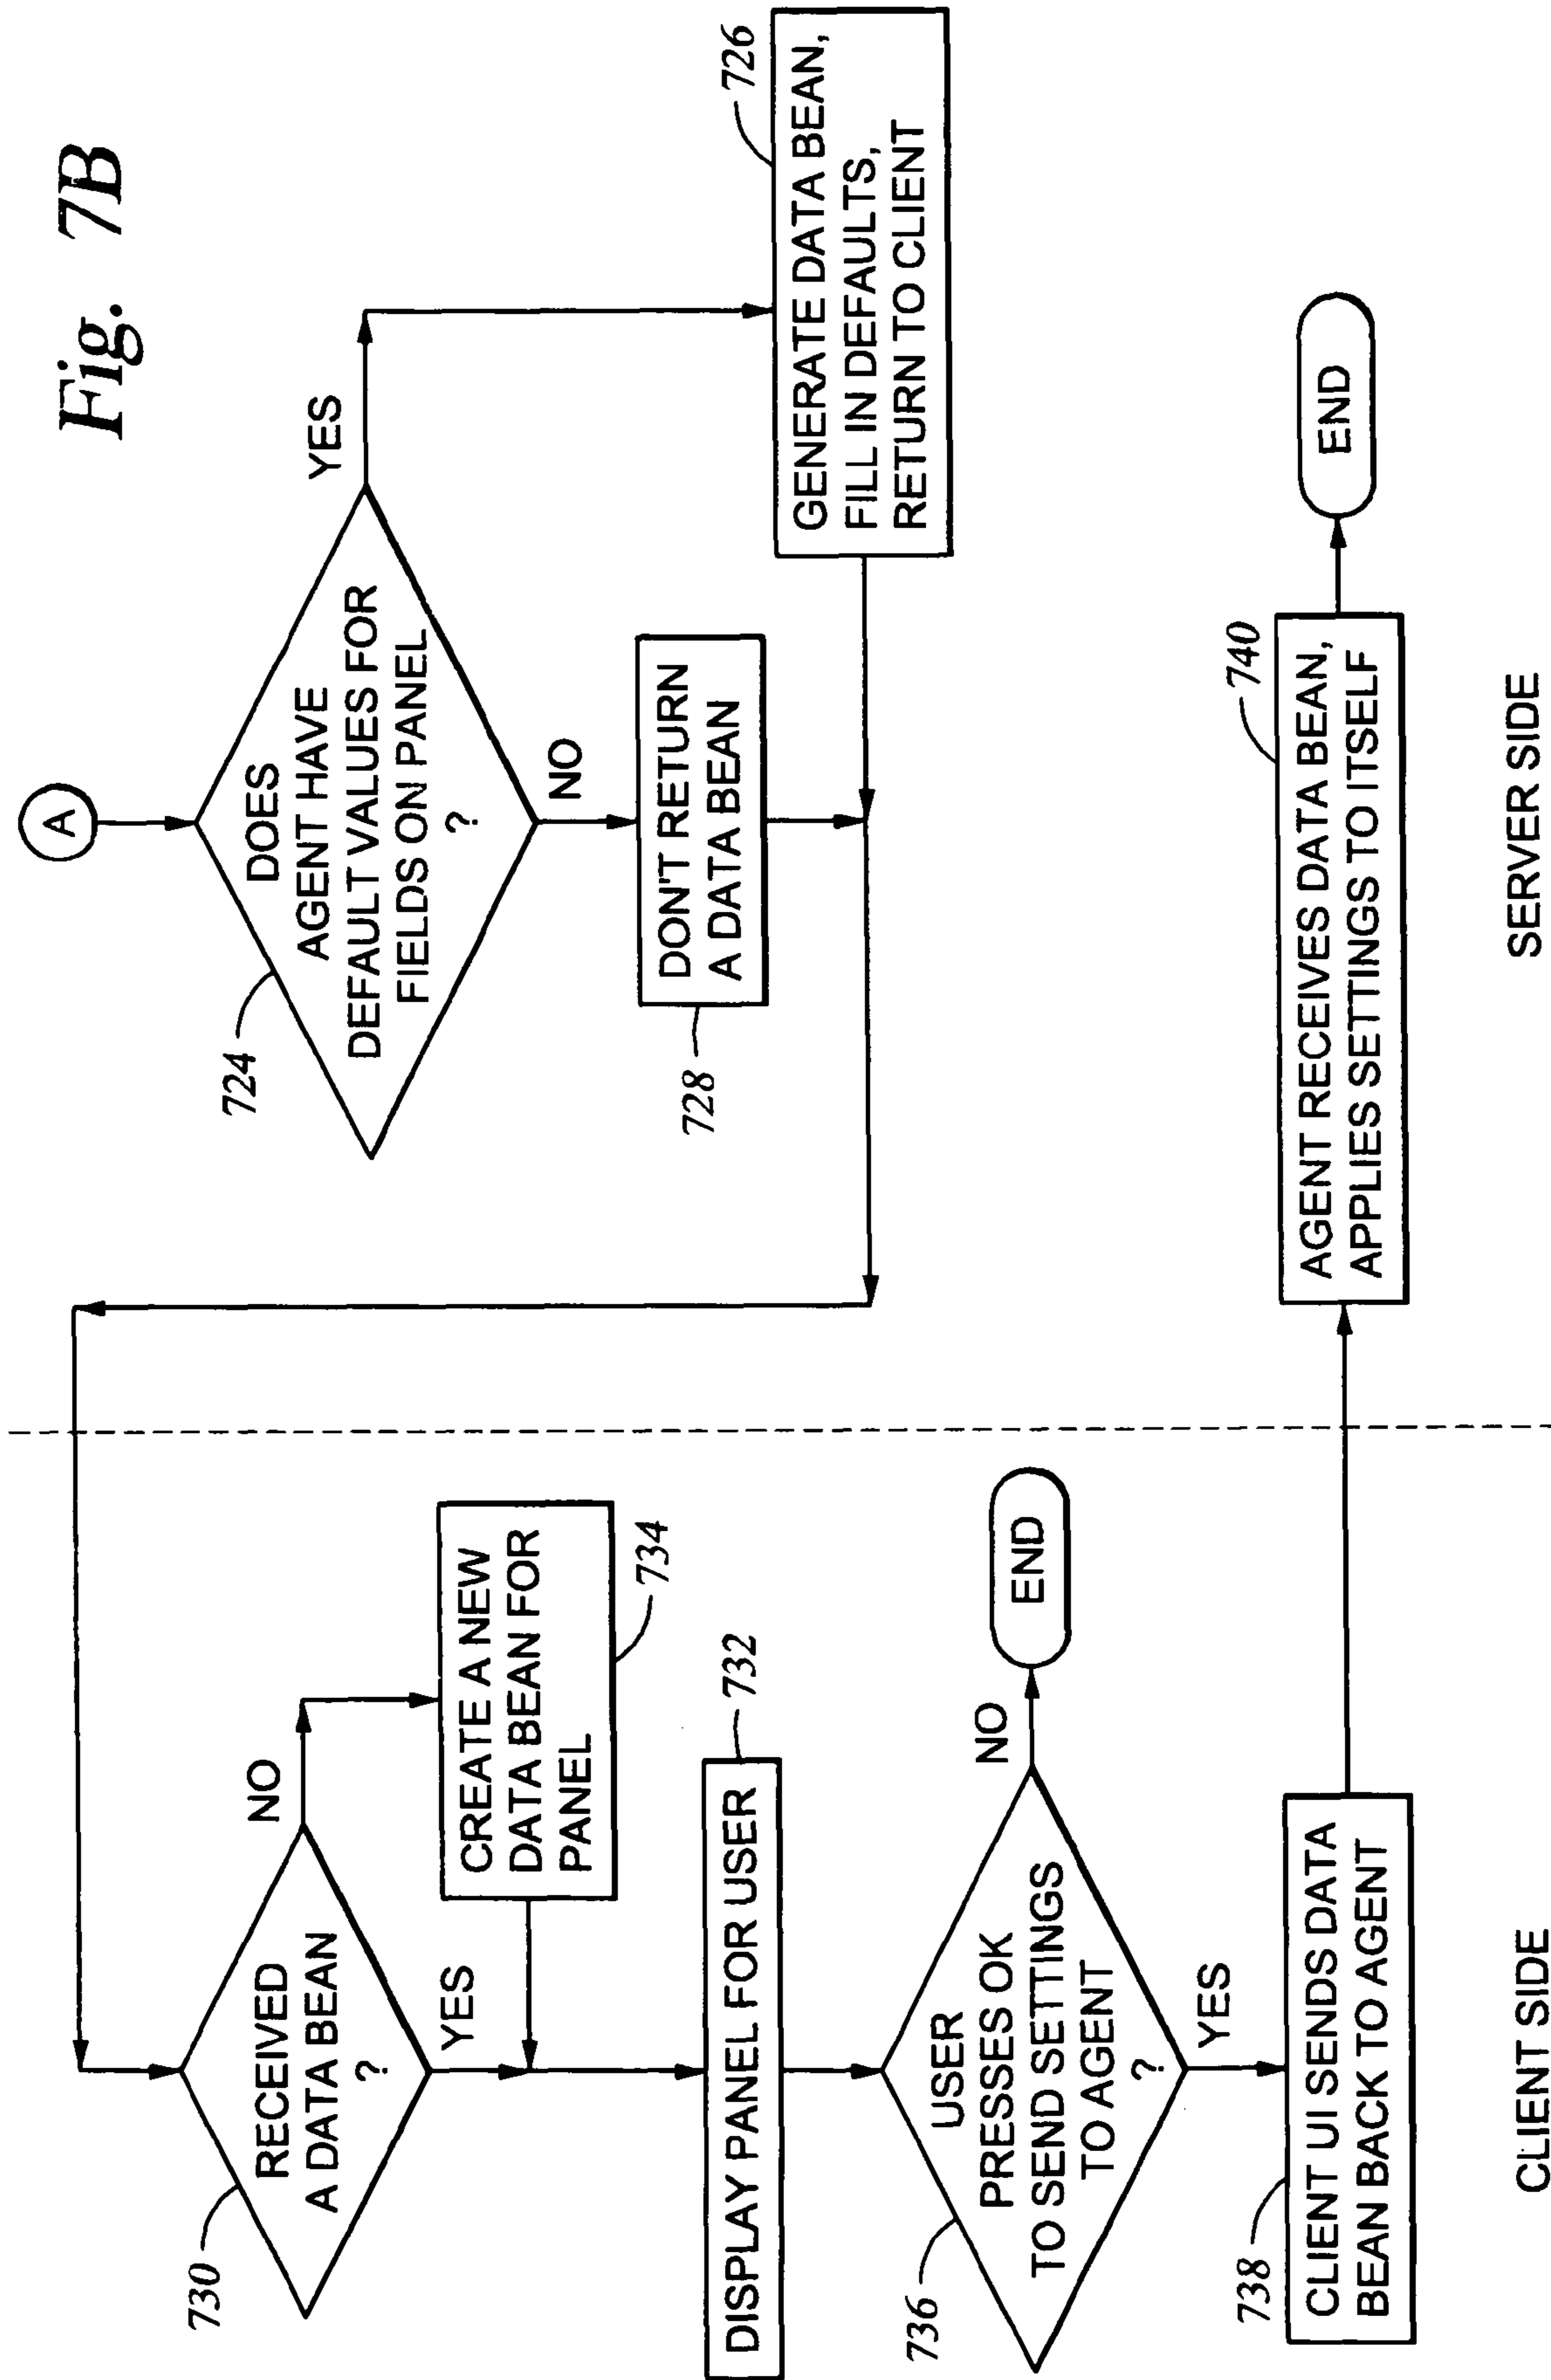 Fig. 7B
A
DOES
AGENT HAVE
DEFAULT VALUES FOR
FIELDS ON PANEL
?
724
YES
NO
GENERATE DATA BEAN,
FILL IN DEFAULTS,
RETURN TO CLIENT
726
DON'T RETURN
A DATA BEAN
728
RECEIVED
A DATA BEAN
?
730
NO
YES
CREATE A NEW
DATA BEAN FOR
PANEL
734
DISPLAY PANEL FOR USER
732
USER
PRESSES OK
TO SEND SETTINGS
TO AGENT
?
736
NO
END
YES
CLIENT UI SENDS DATA
BEAN BACK TO AGENT
738
AGENT RECEIVES DATA BEAN,
APPLIES SETTINGS TO ITSELF
740
END
CLIENT SIDE
SERVER SIDE